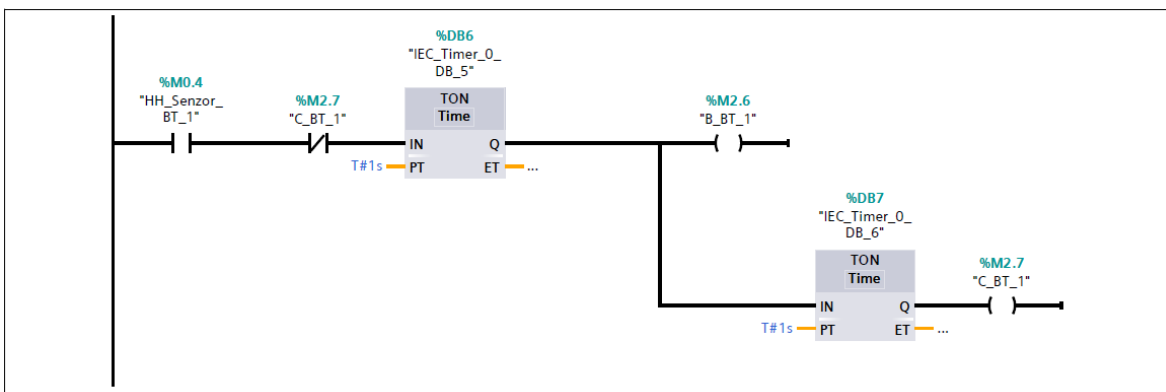 %DB6
"IEC_Timer_0_
DB_5"
%M0.4
"HH_Senzor_
BT_1"
%M2.7
"C_BT_1"
TON
Time
%M2.6
"B_BT_1"
IN Q
T#1s PT ET ...
%DB7
"IEC_Timer_0_
DB_6"
TON
Time
%M2.7
"C_BT_1"
IN Q
T#1s PT ET ...